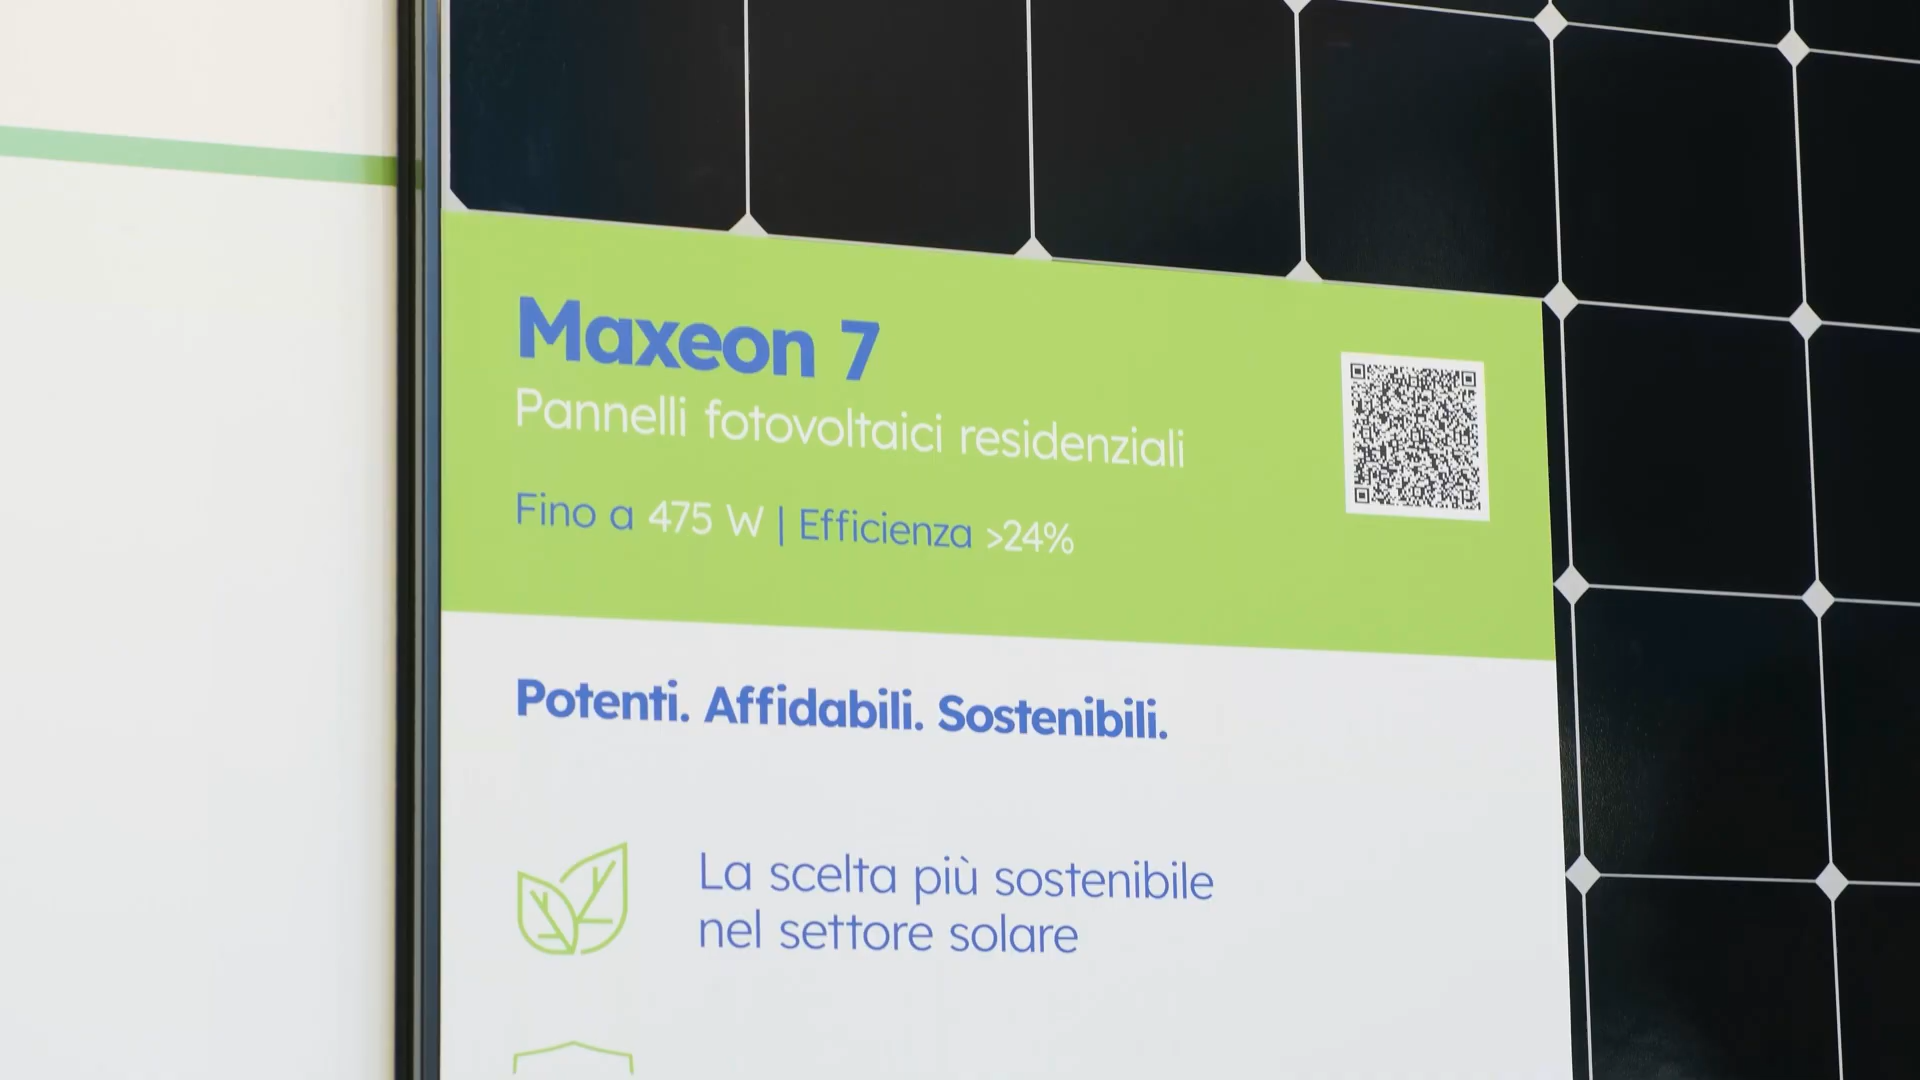 Maxeon 7
Pannelli fotovoltaici residenziali
Fino a 475 W | Efficienza >24%
Potenti. Affidabili. Sostenibili.
La scelta più sostenibile
nel settore solare